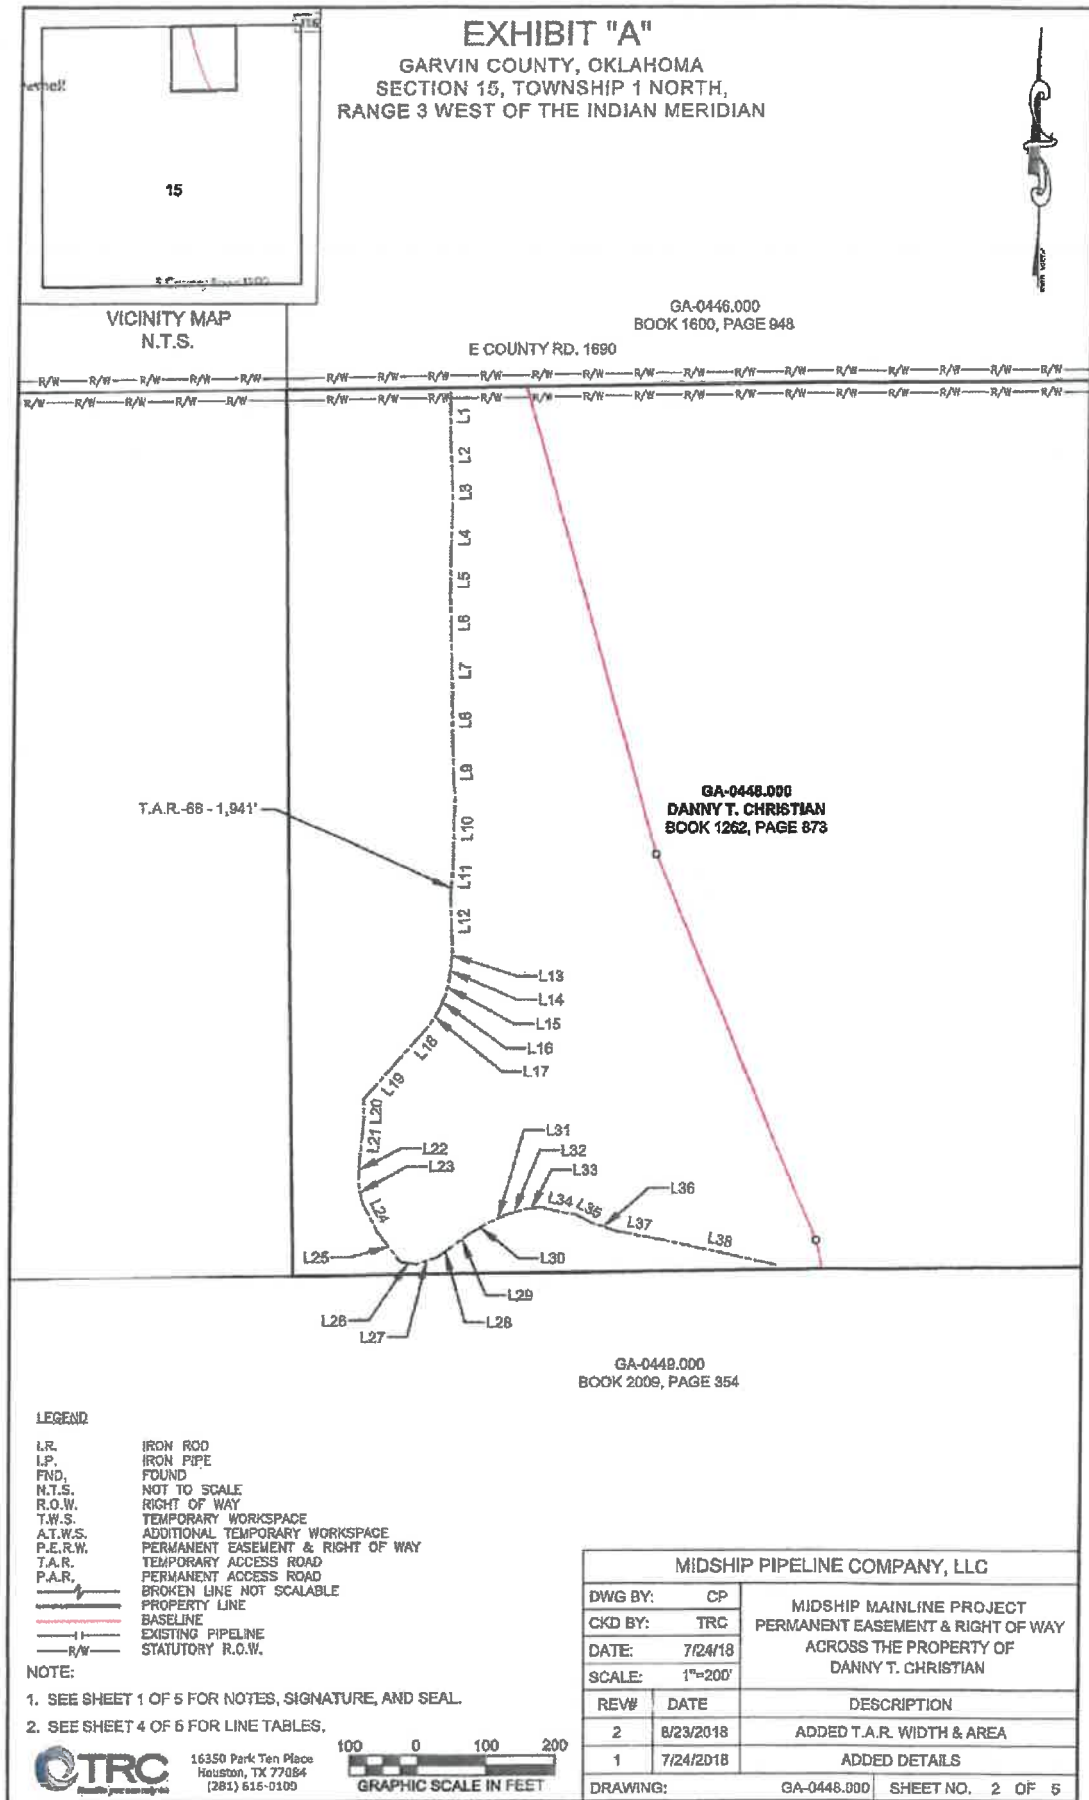 EXHIBIT "A"
GARVIN COUNTY, OKLAHOMA
SECTION 15, TOWNSHIP 1 NORTH,
RANGE 3 WEST OF THE INDIAN MERIDIAN
15
VICINITY MAP
N.T.S.
GA-0446.000
BOOK 1600, PAGE 948
E COUNTY RD. 1690
R/W R/W R/W R/W R/W R/W R/W R/W R/W R/W R/W R/W R/W R/W R/W R/W R/W R/W R/W R/W
R/W R/W R/W R/W R/W R/W R/W R/W R/W R/W R/W R/W R/W R/W R/W R/W R/W R/W R/W R/W
L1
L2
L3
L4
L5
L6
L7
L8
L9
L10
L11
L12
T.A.R.-68 - 1,941'
GA-0448.000
DANNY T. CHRISTIAN
BOOK 1262, PAGE 873
L13
L14
L15
L16
L17
L18
L19
L20
L21
L22
L23
L24
L25
L26
L27
L28
L29
L30
L31
L32
L33
L34
L35
L36
L37
L38
GA-0449.000
BOOK 2009, PAGE 354
LEGEND
I.R. IRON ROD
I.P. IRON PIPE
FND. FOUND
N.T.S. NOT TO SCALE
R.O.W. RIGHT OF WAY
T.W.S. TEMPORARY WORKSPACE
A.T.W.S. ADDITIONAL TEMPORARY WORKSPACE
P.E.R.W. PERMANENT EASEMENT & RIGHT OF WAY
T.A.R. TEMPORARY ACCESS ROAD
P.A.R. PERMANENT ACCESS ROAD
BROKEN LINE NOT SCALABLE
PROPERTY LINE
BASELINE
EXISTING PIPELINE
R/W STATUTORY R.O.W.
NOTE:
1. SEE SHEET 1 OF 5 FOR NOTES, SIGNATURE, AND SEAL.
2. SEE SHEET 4 OF 5 FOR LINE TABLES.
TRC
16350 Park Ten Place
Houston, TX 77084
(281) 616-0100
100 0 100 200
GRAPHIC SCALE IN FEET
MIDSHIP PIPELINE COMPANY, LLC
DWG BY: CP
CKD BY: TRC
DATE: 7/24/18
SCALE: 1"=200'
MIDSHIP MAINLINE PROJECT
PERMANENT EASEMENT & RIGHT OF WAY
ACROSS THE PROPERTY OF
DANNY T. CHRISTIAN
REV# DATE DESCRIPTION
2 8/23/2018 ADDED T.A.R. WIDTH & AREA
1 7/24/2018 ADDED DETAILS
DRAWING: GA-0448.000 SHEET NO. 2 OF 5